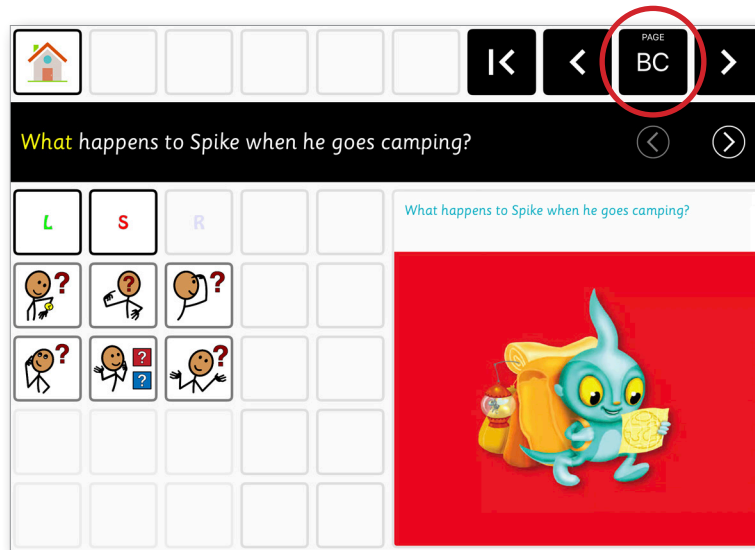 PAGE
BC
What happens to Spike when he goes camping?
L S R
What happens to Spike when he goes camping?
? ? ?
? ? ? ?